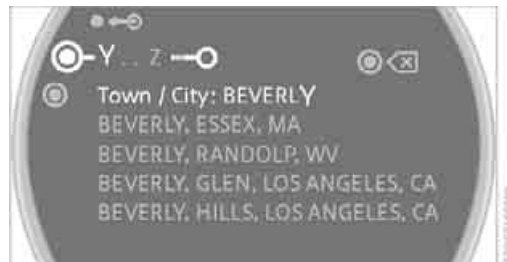 Y . . Z
Town / City: BEVERLY
BEVERLY, ESSEX, MA
BEVERLY, RANDOLP, WV
BEVERLY, GLEN, LOS ANGELES, CA
BEVERLY, HILLS, LOS ANGELES, CA